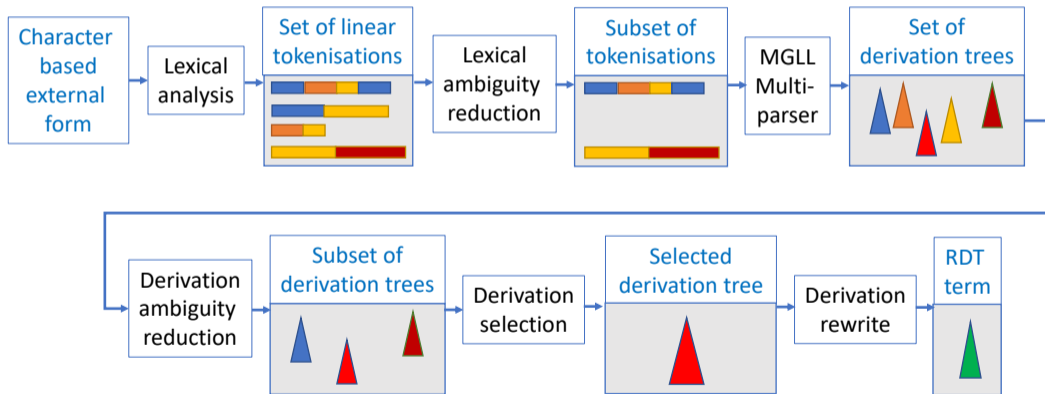 Character
based
external
form
Lexical
analysis
Set of linear
tokenisations
Lexical
ambiguity
reduction
Subset of
tokenisations
MGLL
Multi-
parser
Set of
derivation trees
Derivation
ambiguity
reduction
Subset of
derivation trees
Derivation
selection
Selected
derivation tree
Derivation
rewrite
RDT
term